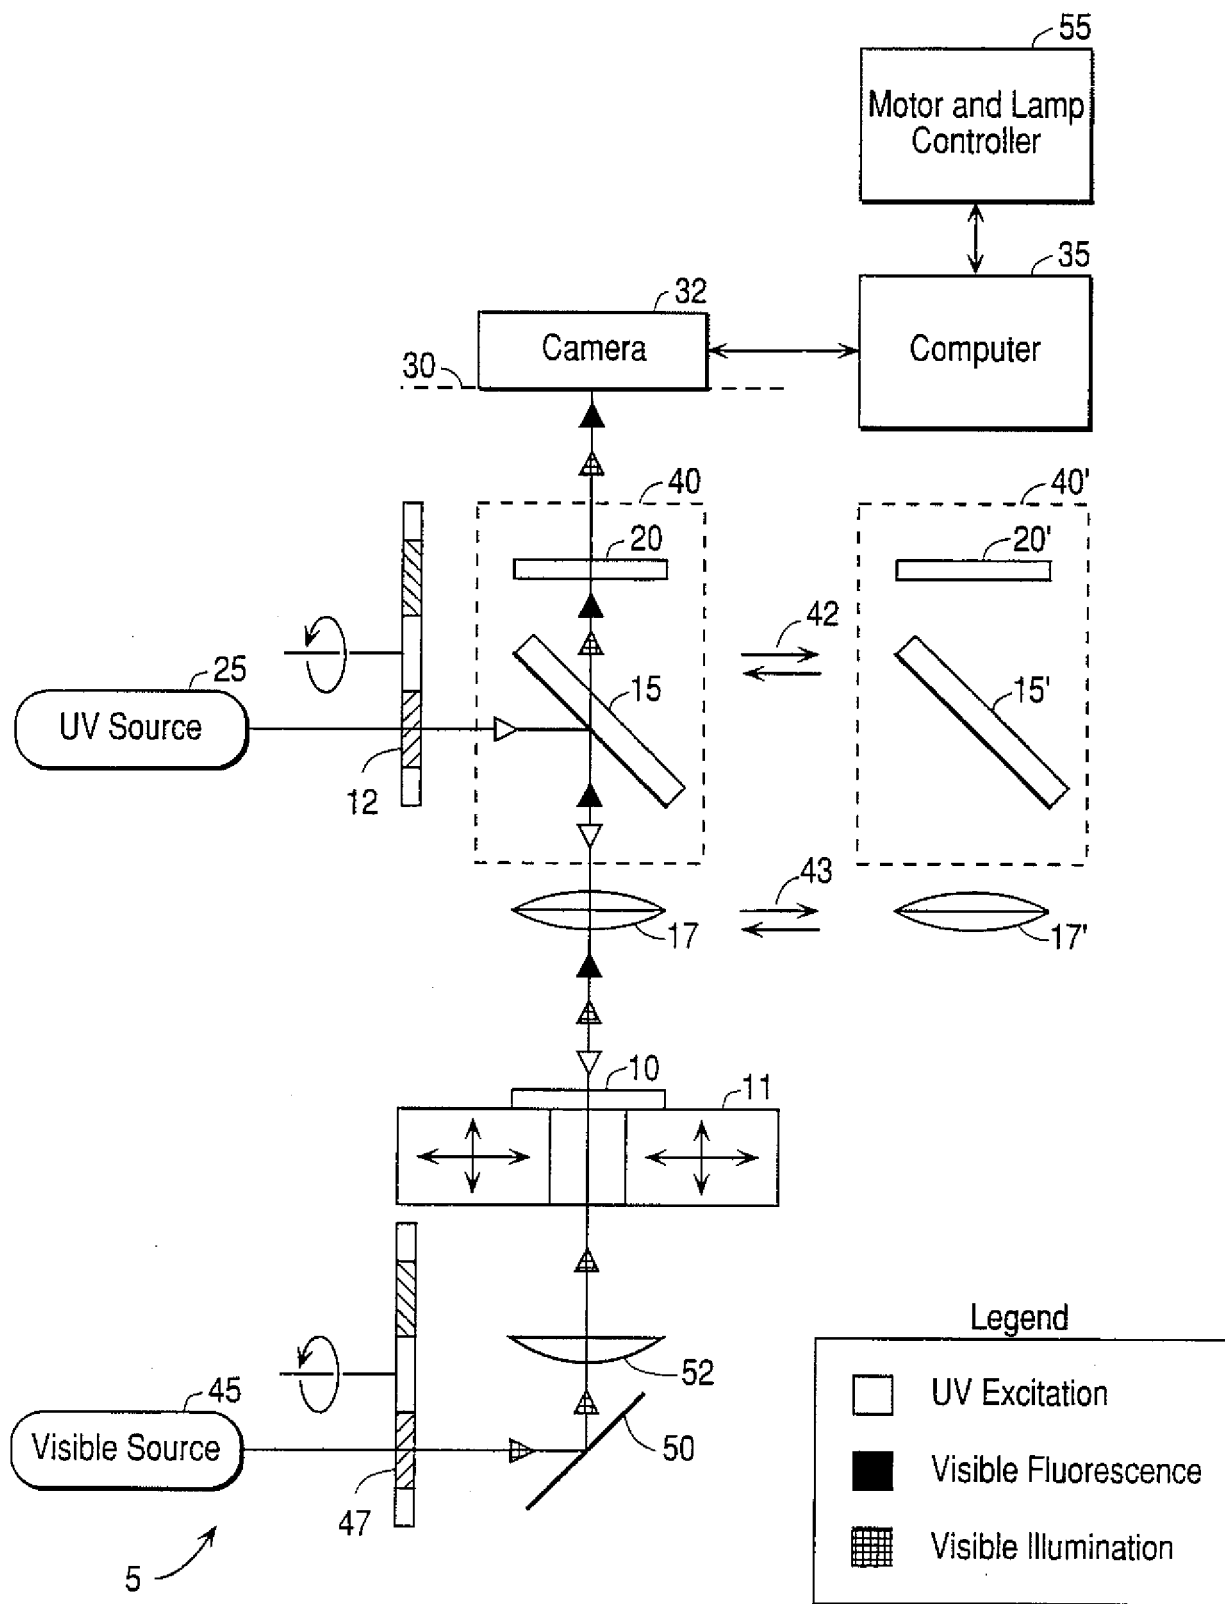 55
Motor and Lamp
Controller
35
Computer
32
Camera
30
40
40'
20
20'
42
25
UV Source
15
15'
12
43
17
17'
10
11
Legend
UV Excitation
Visible Fluorescence
Visible Illumination
52
45
Visible Source
50
47
5